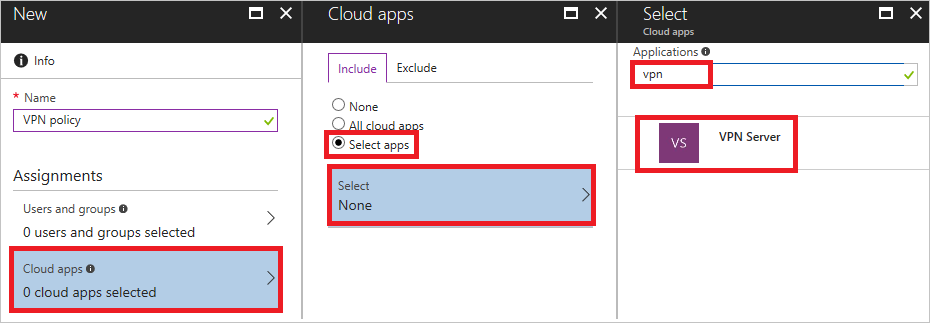 New
Info
* Name
VPN policy
Assignments
Users and groups
0 users and groups selected
Cloud apps
0 cloud apps selected
Cloud apps
Include
Exclude
None
All cloud apps
Select apps
Select
None
Select
Cloud apps
Applications
vpn
VS
VPN Server